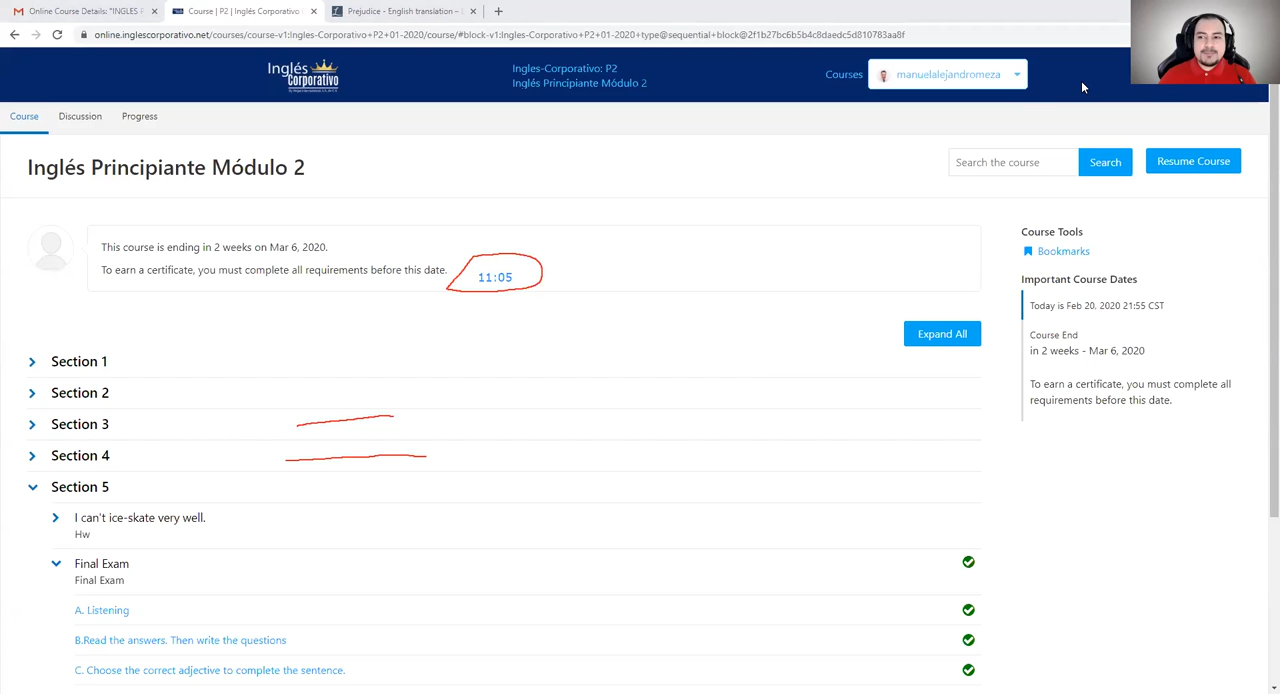 Online Course Details: "INGLES P
Course | P2 | Inglés Corporativo
Prejudice - English translation –
online.inglescorporativo.net/courses/course-v1:Ingles-Corporativo+P2+01-2020/course/#block-v1:Ingles-Corporativo+P2+01-2020+type@sequential+block@2f1b27bc6b5b4c8daedc5d810783aa8f
Inglés
Corporativo
Ingles-Corporativo: P2
Inglés Principiante Módulo 2
Courses
manuelalejandromeza
Course
Discussion
Progress
Inglés Principiante Módulo 2
Search the course
Search
Resume Course
This course is ending in 2 weeks on Mar 6, 2020.
To earn a certificate, you must complete all requirements before this date.
11:05
Course Tools
Bookmarks
Important Course Dates
Today is Feb 20, 2020 21:55 CST
Course End
in 2 weeks - Mar 6, 2020
To earn a certificate, you must complete all
requirements before this date.
Expand All
Section 1
Section 2
Section 3
Section 4
Section 5
I can't ice-skate very well.
Hw
Final Exam
Final Exam
A. Listening
B.Read the answers. Then write the questions
C. Choose the correct adjective to complete the sentence.